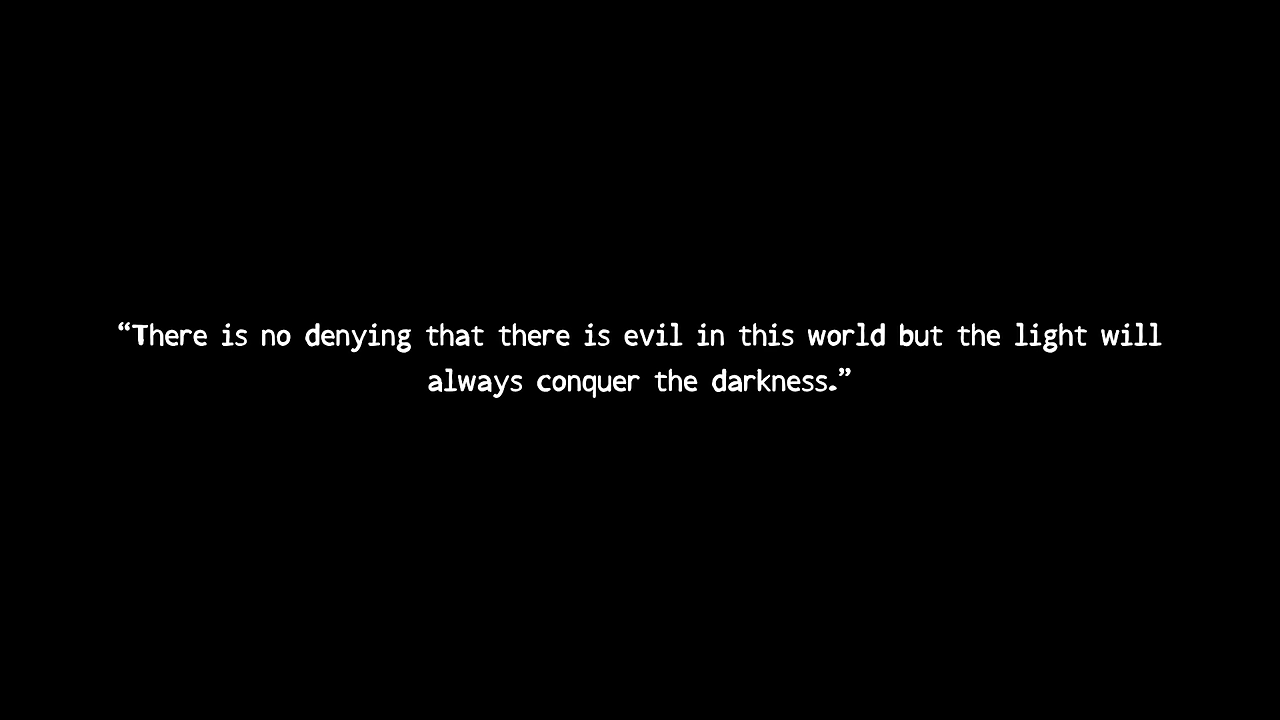 “There is no denying that there is evil in this world but the light will
always conquer the darkness.”